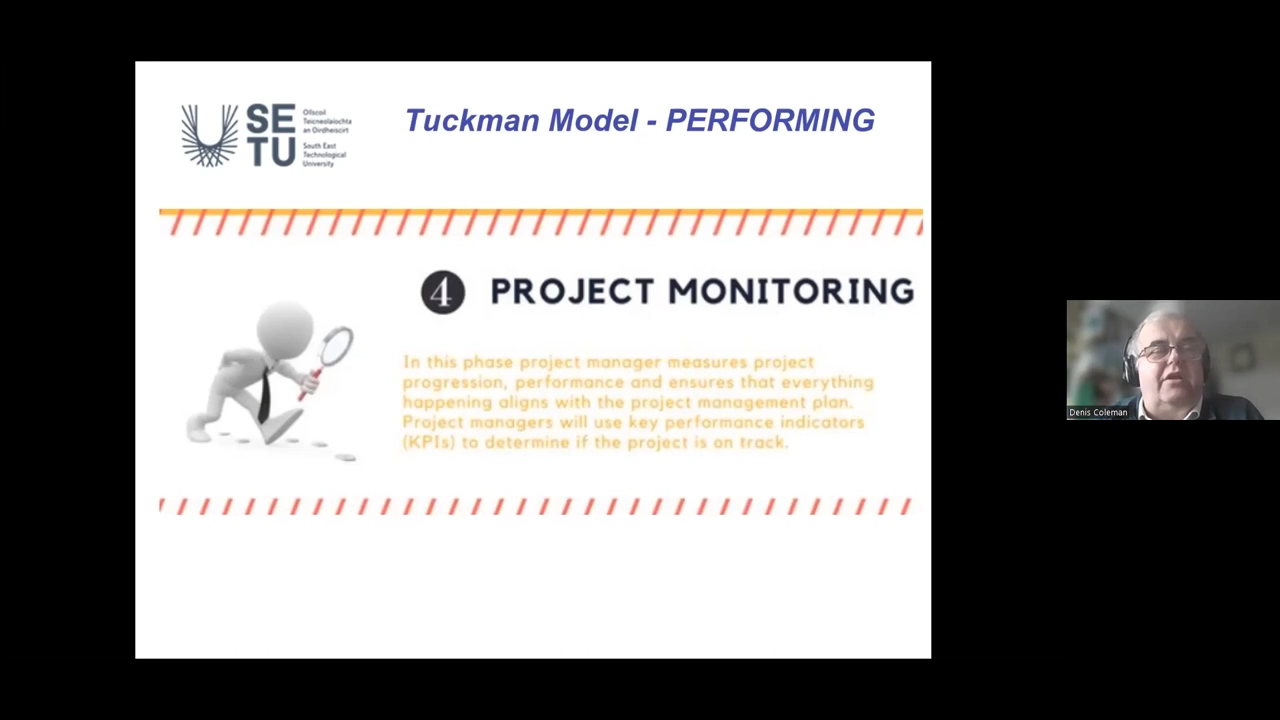 SE
TU
Ollscoil
Teicneolaíochta
an Oirdheiscirt
South East
Technological
University
Tuckman Model - PERFORMING
4 PROJECT MONITORING
In this phase project manager measures project
progression, performance and ensures that everything
happening aligns with the project management plan.
Project managers will use key performance indicators
(KPIs) to determine if the project is on track.
Denis Coleman